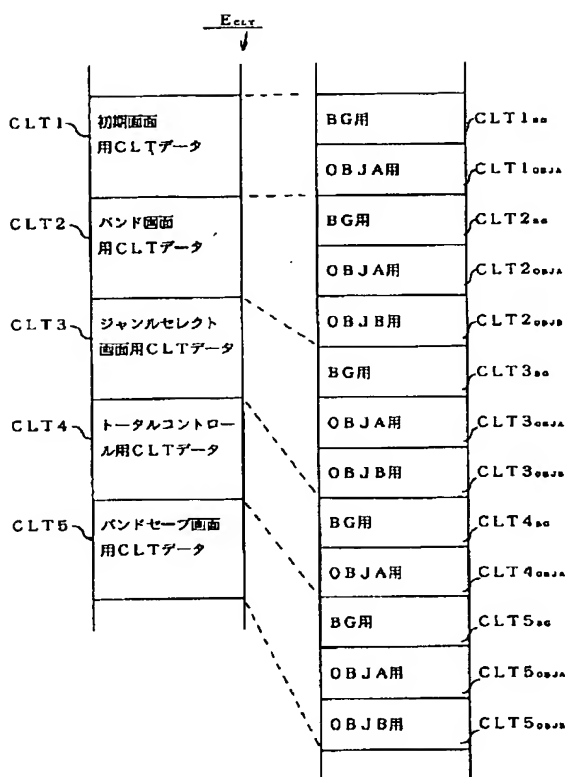 ECLT
CLT1
初期画面
用CLTデータ
CLT2
バンド画面
用CLTデータ
CLT3
ジャンルセレクト
画面用CLTデータ
CLT4
トータルコントロー
ル用CLTデータ
CLT5
バンドセーブ画面
用CLTデータ
BG用
CLT1BG
OBJA用
CLT1OBJA
BG用
CLT2BG
OBJA用
CLT2OBJA
OBJB用
CLT2OBJB
BG用
CLT3BG
OBJA用
CLT3OBJA
OBJB用
CLT3OBJB
BG用
CLT4BG
OBJA用
CLT4OBJA
BG用
CLT5BG
OBJA用
CLT5OBJA
OBJB用
CLT5OBJB